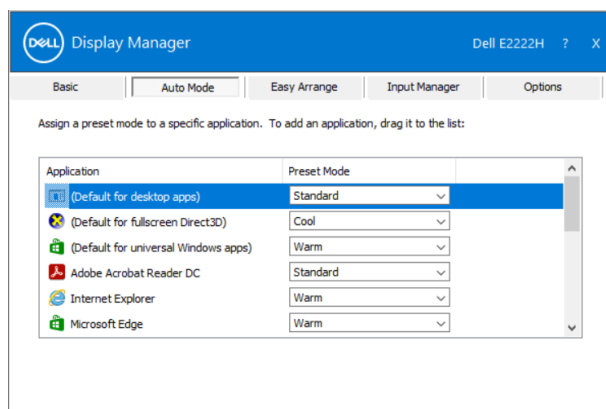 DELL Display Manager Dell E2222H ? X
Basic Auto Mode Easy Arrange Input Manager Options
Assign a preset mode to a specific application. To add an application, drag it to the list:
Application Preset Mode
(Default for desktop apps) Standard
(Default for fullscreen Direct3D) Cool
(Default for universal Windows apps) Warm
Adobe Acrobat Reader DC Standard
Internet Explorer Warm
Microsoft Edge Warm